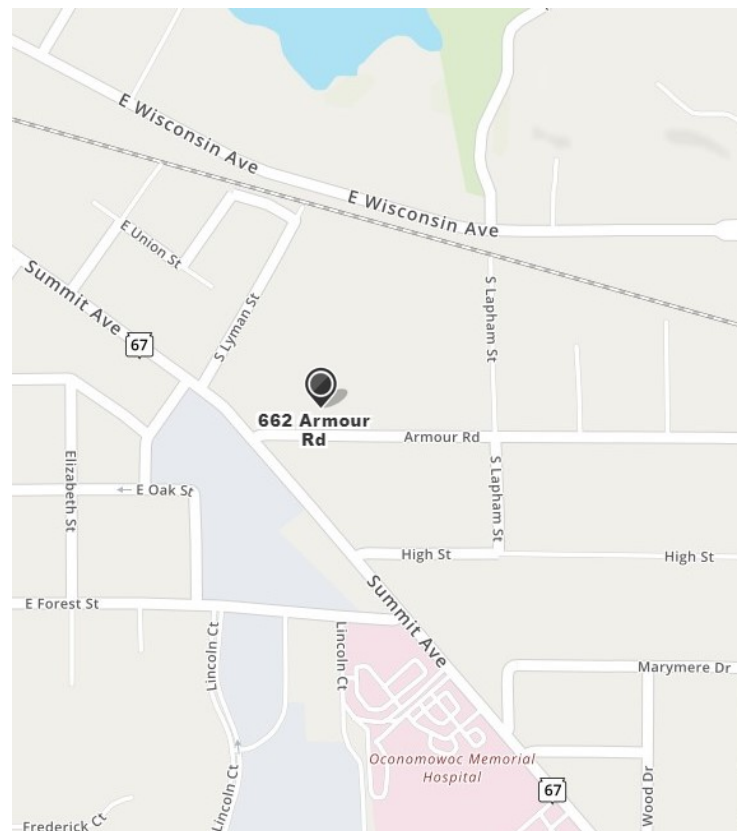 E Wisconsin Ave
E Wisconsin Ave
E Union St
Summit Ave
67
S Lyman St
S Lapham St
662 Armour
Rd
Armour Rd
Elizabeth St
S Lapham St
E Oak St
High St
High St
Summit Ave
E Forest St
Lincoln Ct
Lincoln Ct
Marymere Dr
Oconomowoc Memorial
Hospital
67
Lincoln Ct
Wood Dr
Frederick Ct